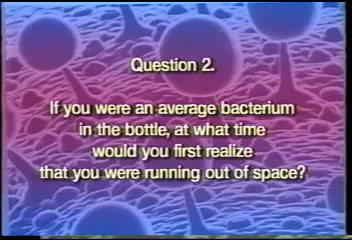 Question 2.
If you were an average bacterium
in the bottle, at what time
would you first realize
that you were running out of space?